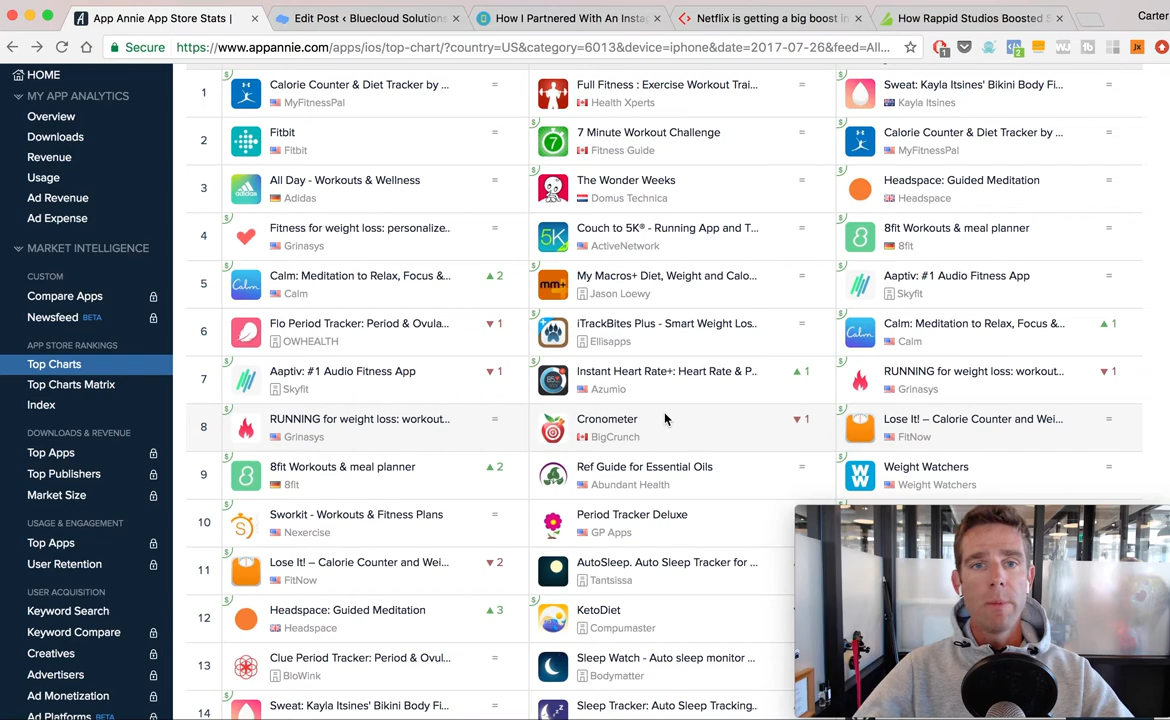 App Annie App Store Stats |
Edit Post ‹ Bluecloud Solutions
How I Partnered With An Insta
Netflix is getting a big boost in
How Rappid Studios Boosted S
Carter
Secure
https://www.appannie.com/apps/ios/top-chart/?country=US&category=6013&device=iphone&date=2017-07-26&feed=All...
HOME
MY APP ANALYTICS
Overview
Downloads
Revenue
Usage
Ad Revenue
Ad Expense
MARKET INTELLIGENCE
CUSTOM
Compare Apps
Newsfeed BETA
APP STORE RANKINGS
Top Charts
Top Charts Matrix
Index
DOWNLOADS & REVENUE
Top Apps
Top Publishers
Market Size
USAGE & ENGAGEMENT
Top Apps
User Retention
USER ACQUISITION
Keyword Search
Keyword Compare
Creatives
Advertisers
Ad Monetization
Ad Platforms BETA
1
Calorie Counter & Diet Tracker by ...
MyFitnessPal
=
Full Fitness : Exercise Workout Trai...
Health Xperts
=
Sweat: Kayla Itsines' Bikini Body Fi...
Kayla Itsines
=
2
Fitbit
Fitbit
=
7 Minute Workout Challenge
Fitness Guide
=
Calorie Counter & Diet Tracker by ...
MyFitnessPal
=
3
All Day - Workouts & Wellness
Adidas
=
The Wonder Weeks
Domus Technica
=
Headspace: Guided Meditation
Headspace
=
4
Fitness for weight loss: personalize..
Grinasys
=
Couch to 5K® - Running App and T...
ActiveNetwork
=
8fit Workouts & meal planner
8fit
=
5
Calm: Meditation to Relax, Focus &...
Calm
▲ 2
My Macros+ Diet, Weight and Calo...
Jason Loewy
=
Aaptiv: #1 Audio Fitness App
Skyfit
=
6
Flo Period Tracker: Period & Ovula...
OWHEALTH
▼ 1
iTrackBites Plus - Smart Weight Los..
Ellisapps
=
Calm: Meditation to Relax, Focus &...
Calm
▲ 1
7
Aaptiv: #1 Audio Fitness App
Skyfit
▼ 1
Instant Heart Rate+: Heart Rate & P..
Azumio
▲ 1
RUNNING for weight loss: workout...
Grinasys
▼ 1
8
RUNNING for weight loss: workout...
Grinasys
=
Cronometer
BigCrunch
▼ 1
Lose It! – Calorie Counter and Wei...
FitNow
=
9
8fit Workouts & meal planner
8fit
▲ 2
Ref Guide for Essential Oils
Abundant Health
=
Weight Watchers
Weight Watchers
=
10
Sworkit - Workouts & Fitness Plans
Nexercise
=
Period Tracker Deluxe
GP Apps
11
Lose It! – Calorie Counter and Wei...
FitNow
▼ 2
AutoSleep. Auto Sleep Tracker for ...
Tantsissa
12
Headspace: Guided Meditation
Headspace
▲ 3
KetoDiet
Compumaster
13
Clue Period Tracker: Period & Ovul...
BioWink
Sleep Watch - Auto sleep monitor ...
Bodymatter
14
Sweat: Kayla Itsines' Bikini Body Fi...
Sleep Tracker: Auto Sleep Tracking..